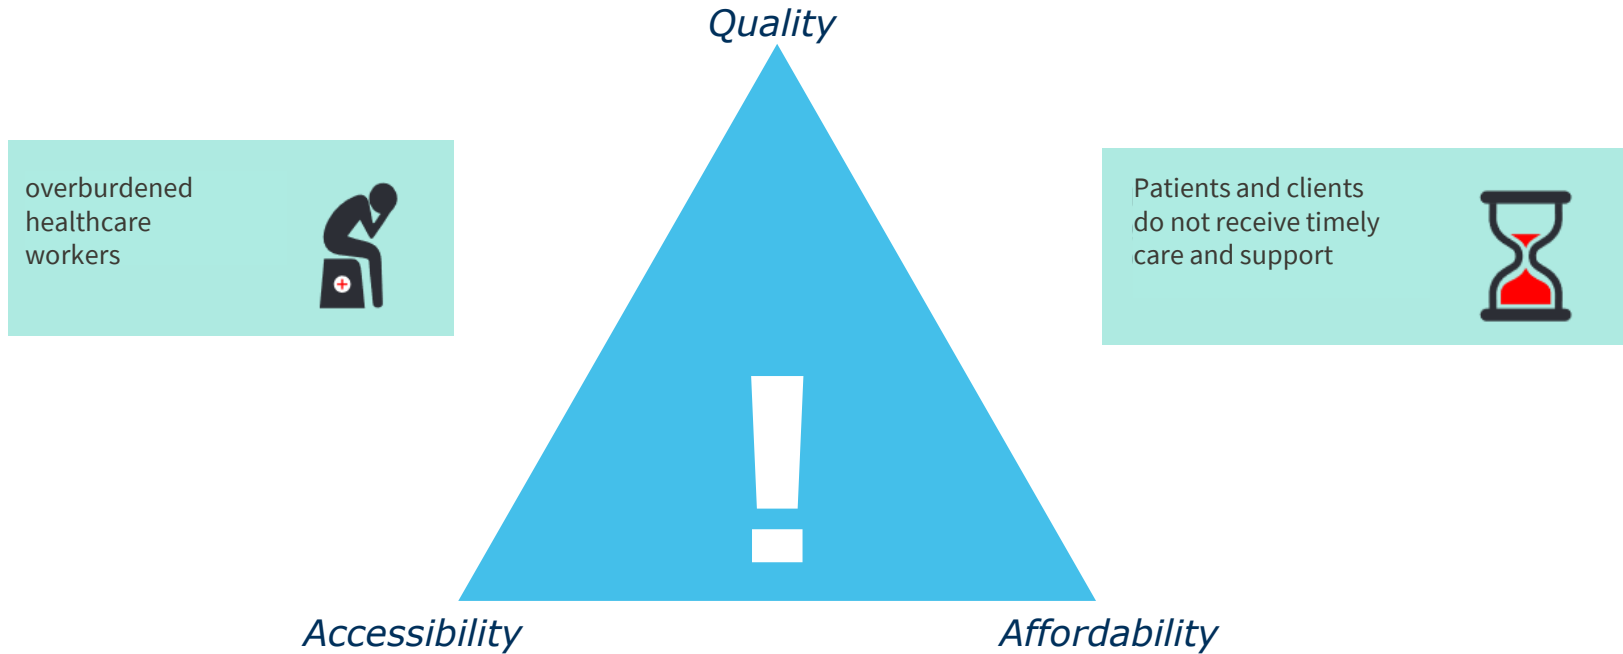 Quality
overburdened
healthcare
workers
Patients and clients
do not receive timely
care and support
!
Accessibility
Affordability